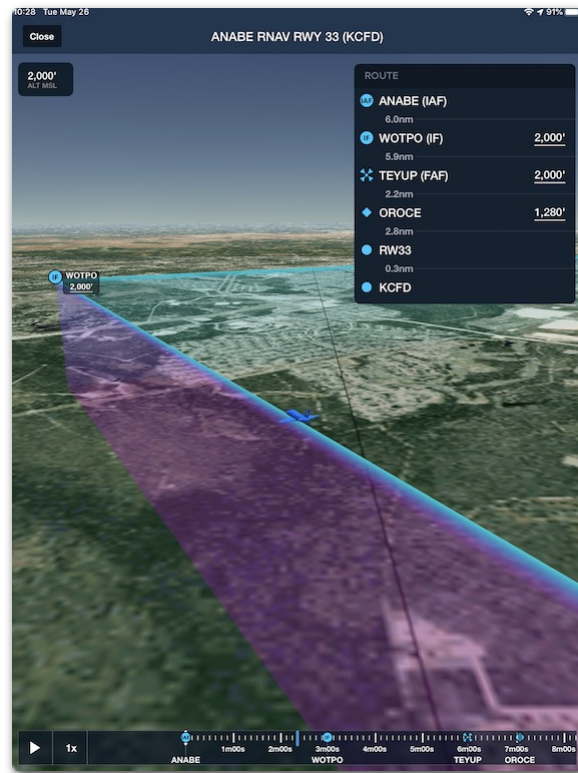 10:28 Tue May 26
91%
Close
ANABE RNAV RWY 33 (KCFD)
2,000'
ALT MSL
ROUTE
IAF ANABE (IAF)
6.0nm
IF WOTPO (IF) 2,000'
5.9nm
TEYUP (FAF) 2,000'
2.2nm
OROCE 1,280'
2.8nm
RW33
0.3nm
KCFD
IF WOTPO
2,000'
1x
IAF IF
1m00s 2m00s 3m00s 4m00s 5m00s 6m00s 7m00s 8m00s
ANABE WOTPO TEYUP OROCE